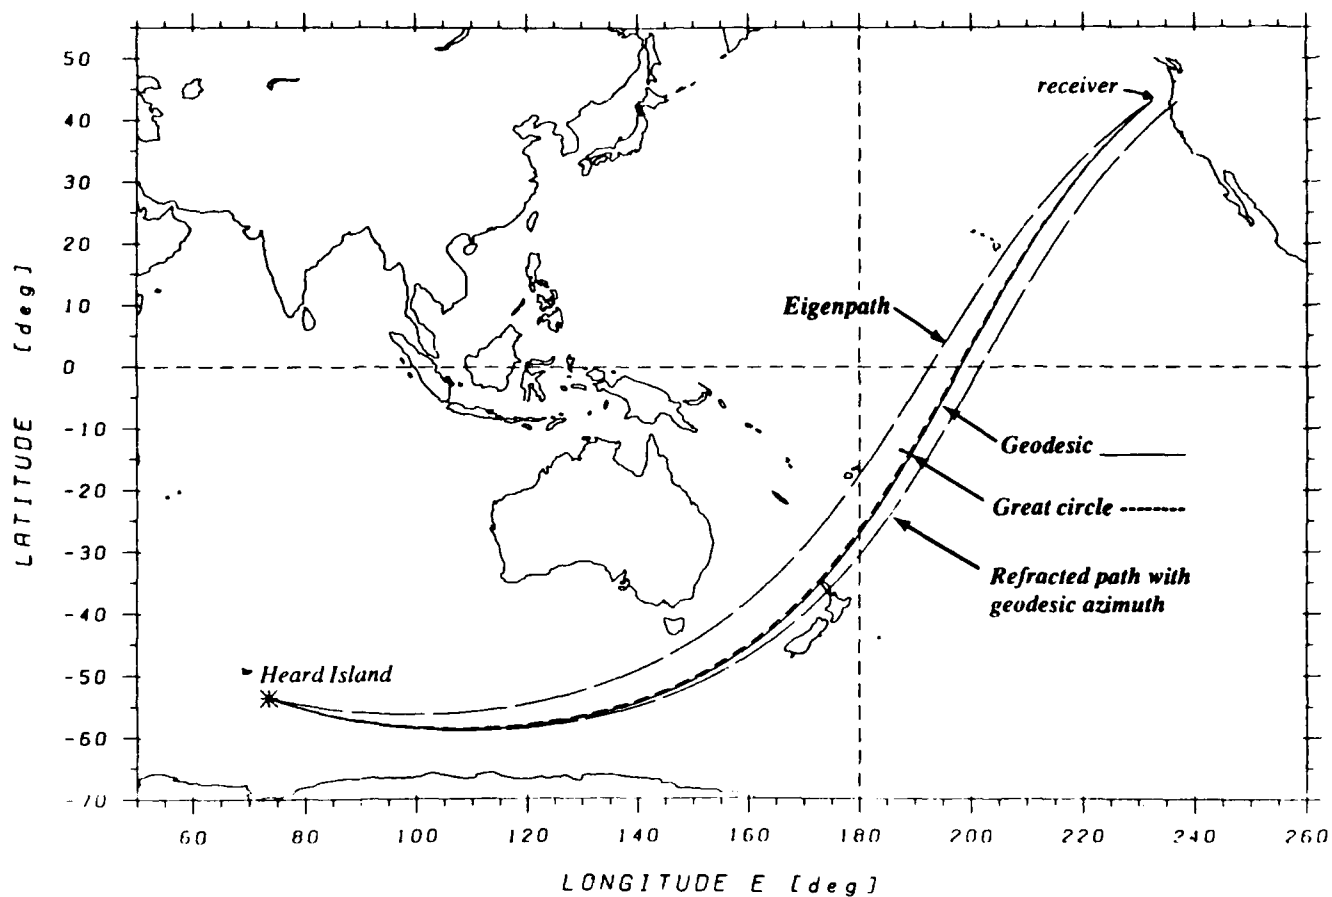 50
40
30
20
10
0
-10
-20
-30
-40
-50
-60
-70
LATITUDE [deg]
receiver
Eigenpath
Geodesic
Great circle
Refracted path with
geodesic azimuth
Heard Island
60 80 100 120 140 160 180 200 220 240 260
LONGITUDE E [deg]